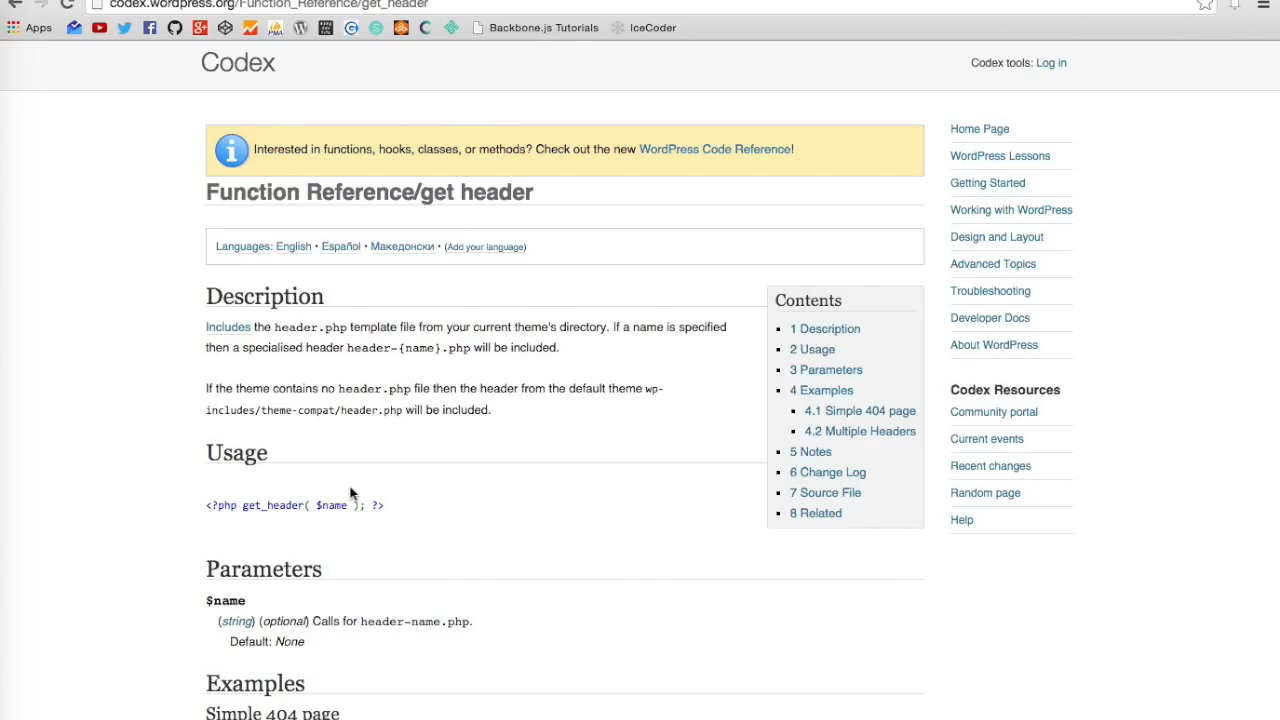 codex.wordpress.org/Function_Reference/get_header
Apps
Backbone.js Tutorials
IceCoder
Codex
Codex tools: Log in
Interested in functions, hooks, classes, or methods? Check out the new WordPress Code Reference!
Function Reference/get header
Languages: English • Español • Македонски • (Add your language)
Description
Includes the header.php template file from your current theme's directory. If a name is specified
then a specialised header header-{name}.php will be included.
If the theme contains no header.php file then the header from the default theme wp-
includes/theme-compat/header.php will be included.
Usage
<?php get_header( $name ); ?>
Parameters
$name
(string) (optional) Calls for header-name.php.
Default: None
Examples
Simple 404 page
Contents
1 Description
2 Usage
3 Parameters
4 Examples
4.1 Simple 404 page
4.2 Multiple Headers
5 Notes
6 Change Log
7 Source File
8 Related
Home Page
WordPress Lessons
Getting Started
Working with WordPress
Design and Layout
Advanced Topics
Troubleshooting
Developer Docs
About WordPress
Codex Resources
Community portal
Current events
Recent changes
Random page
Help